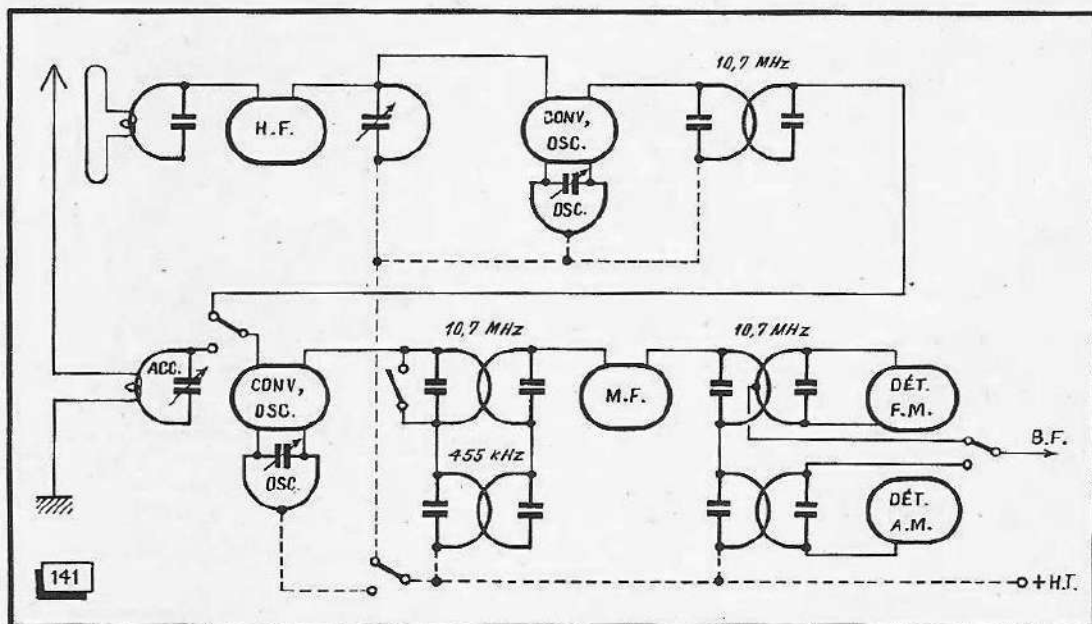 10,7 MHz
H.F.
CONV,
OSC.
OSC.
10,7 MHz
10,7 MHz
ACC.
CONV,
OSC.
M.F.
DÉT.
F.M.
B.F.
455 kHz
OSC.
DÉT.
A.M.
141
+H.T.